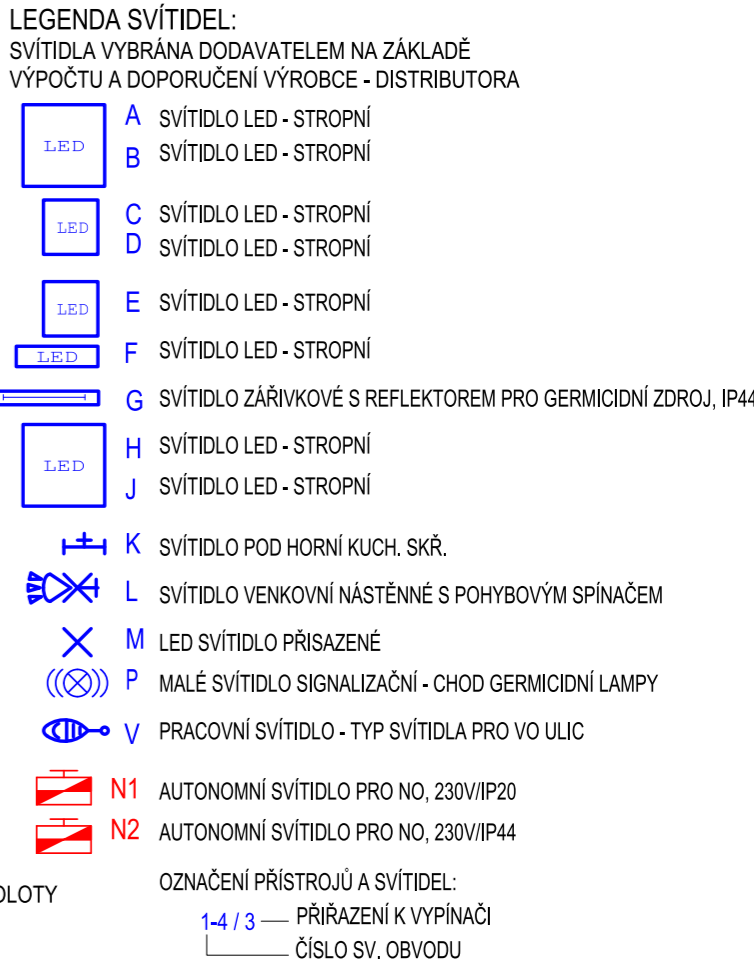 LEGENDA SVÍTIDEL:
SVÍTIDLA VYBRÁNA DODAVATELEM NA ZÁKLADĚ
VÝPOČTU A DOPORUČENÍ VÝROBCE - DISTRIBUTORA
LED
A SVÍTIDLO LED - STROPNÍ
B SVÍTIDLO LED - STROPNÍ
LED
C SVÍTIDLO LED - STROPNÍ
D SVÍTIDLO LED - STROPNÍ
LED E SVÍTIDLO LED - STROPNÍ
LED F SVÍTIDLO LED - STROPNÍ
G SVÍTIDLO ZÁŘIVKOVÉ S REFLEKTOREM PRO GERMICIDNÍ ZDROJ, IP44
LED
H SVÍTIDLO LED - STROPNÍ
J SVÍTIDLO LED - STROPNÍ
K SVÍTIDLO POD HORNÍ KUCH. SKŘ.
L SVÍTIDLO VENKOVNÍ NÁSTĚNNÉ S POHYBOVÝM SPÍNAČEM
M LED SVÍTIDLO PŘISAZENÉ
P MALÉ SVÍTIDLO SIGNALIZAČNÍ - CHOD GERMICIDNÍ LAMPY
V PRACOVNÍ SVÍTIDLO - TYP SVÍTIDLA PRO VO ULIC
N1 AUTONOMNÍ SVÍTIDLO PRO NO, 230V/IP20
N2 AUTONOMNÍ SVÍTIDLO PRO NO, 230V/IP44
OZNAČENÍ PŘÍSTROJŮ A SVÍTIDEL:
1-4 / 3 PŘIŘAZENÍ K VYPÍNAČI
ČÍSLO SV. OBVODU